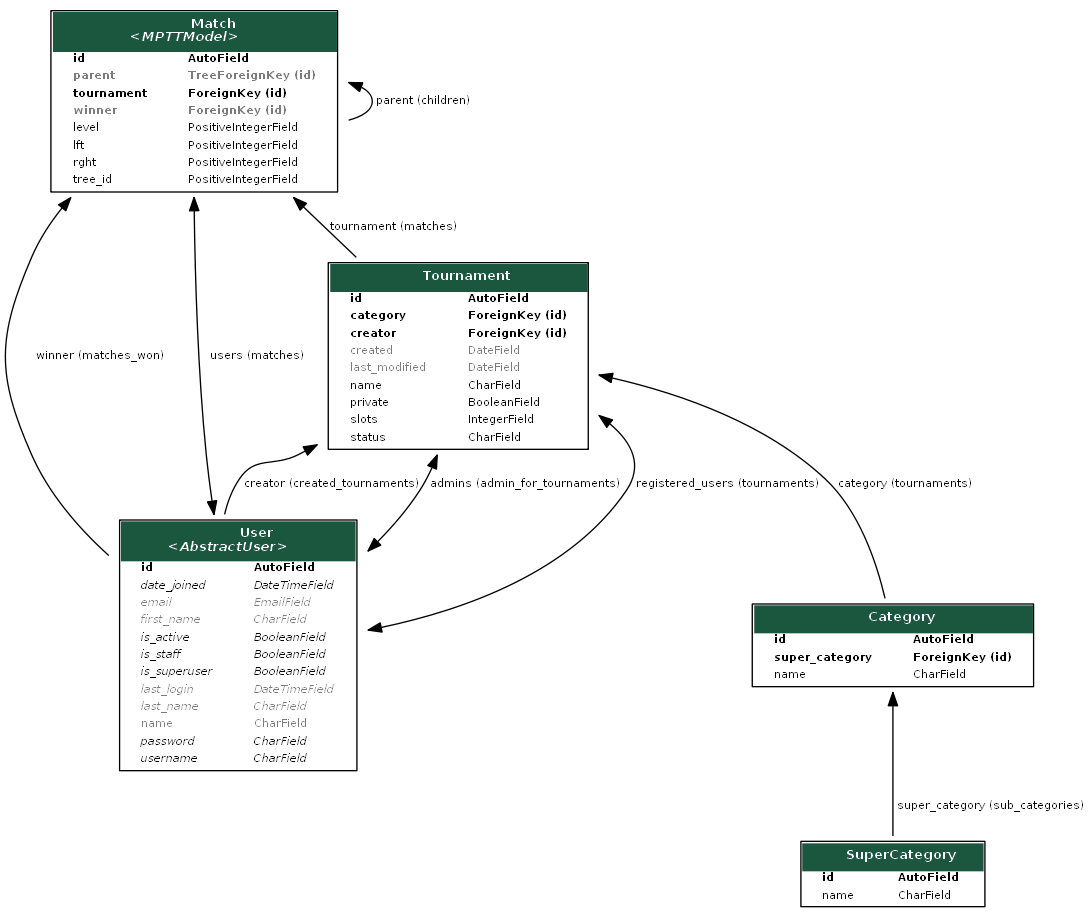 Match
<MPTTModel>
id AutoField
parent TreeForeignKey (id)
tournament ForeignKey (id)
winner ForeignKey (id)
level PositiveIntegerField
lft PositiveIntegerField
rght PositiveIntegerField
tree_id PositiveIntegerField
parent (children)
tournament (matches)
winner (matches_won)
users (matches)
Tournament
id AutoField
category ForeignKey (id)
creator ForeignKey (id)
created DateField
last_modified DateField
name CharField
private BooleanField
slots IntegerField
status CharField
creator (created_tournaments)
admins (admin_for_tournaments)
registered_users (tournaments)
category (tournaments)
User
<AbstractUser>
id AutoField
date_joined DateTimeField
email EmailField
first_name CharField
is_active BooleanField
is_staff BooleanField
is_superuser BooleanField
last_login DateTimeField
last_name CharField
name CharField
password CharField
username CharField
Category
id AutoField
super_category ForeignKey (id)
name CharField
super_category (sub_categories)
SuperCategory
id AutoField
name CharField